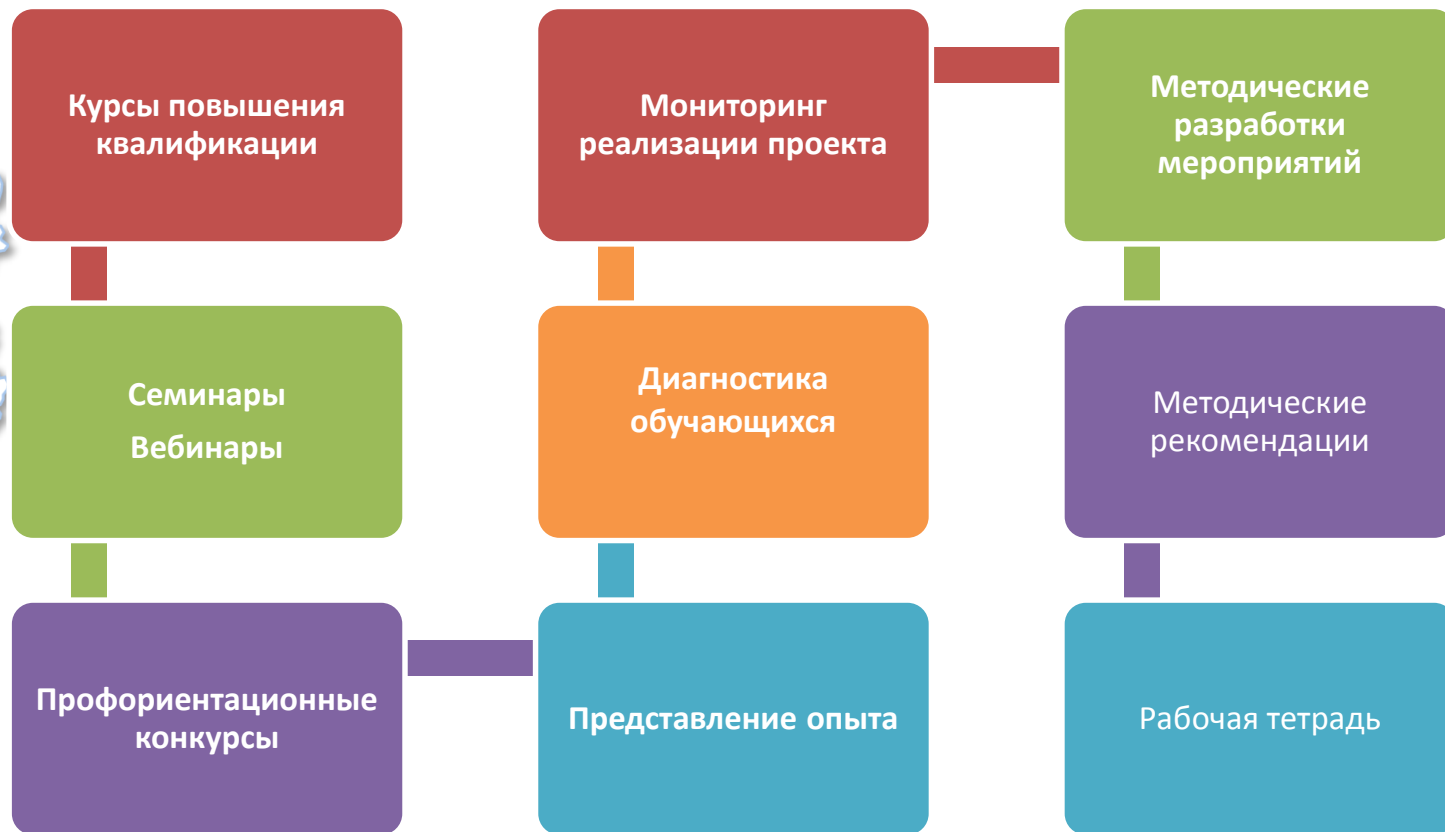 Курсы повышения
квалификации
Семинары
Вебинары
Профориентационные
конкурсы
Представление опыта
Диагностика
обучающихся
Мониторинг
реализации проекта
Методические
разработки
мероприятий
Методические
рекомендации
Рабочая тетрадь